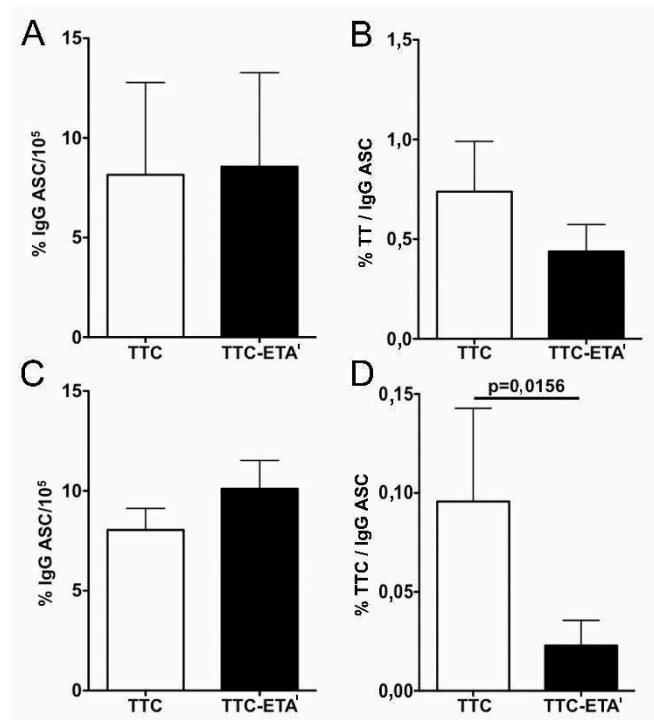 A
15
10
5
0
% IgG ASC/10⁵
TTC
TTC-ETA'
B
1,5
1,0
0,5
0,0
% TT / IgG ASC
TTC
TTC-ETA'
C
15
10
5
0
% IgG ASC/10⁵
TTC
TTC-ETA'
D
p=0,0156
0,15
0,10
0,05
0,00
% TTC / IgG ASC
TTC
TTC-ETA'